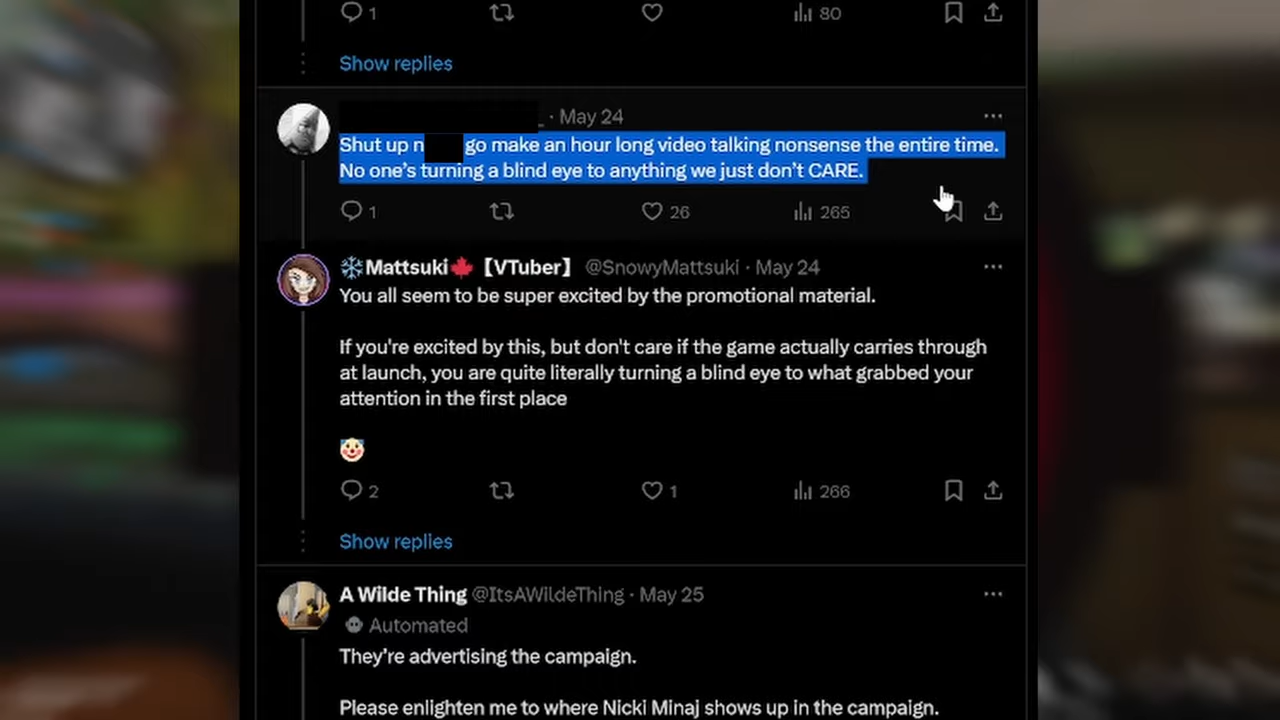 1 80
Show replies
· May 24
Shut up n go make an hour long video talking nonsense the entire time.
No one's turning a blind eye to anything we just don't CARE.
1 26 265
❄️Mattsuki🍁【VTuber】 @SnowyMattsuki · May 24
You all seem to be super excited by the promotional material.
If you're excited by this, but don't care if the game actually carries through
at launch, you are quite literally turning a blind eye to what grabbed your
attention in the first place
🤡
2 1 266
Show replies
A Wilde Thing @ItsAWildeThing · May 25
Automated
They're advertising the campaign.
Please enlighten me to where Nicki Minaj shows up in the campaign.